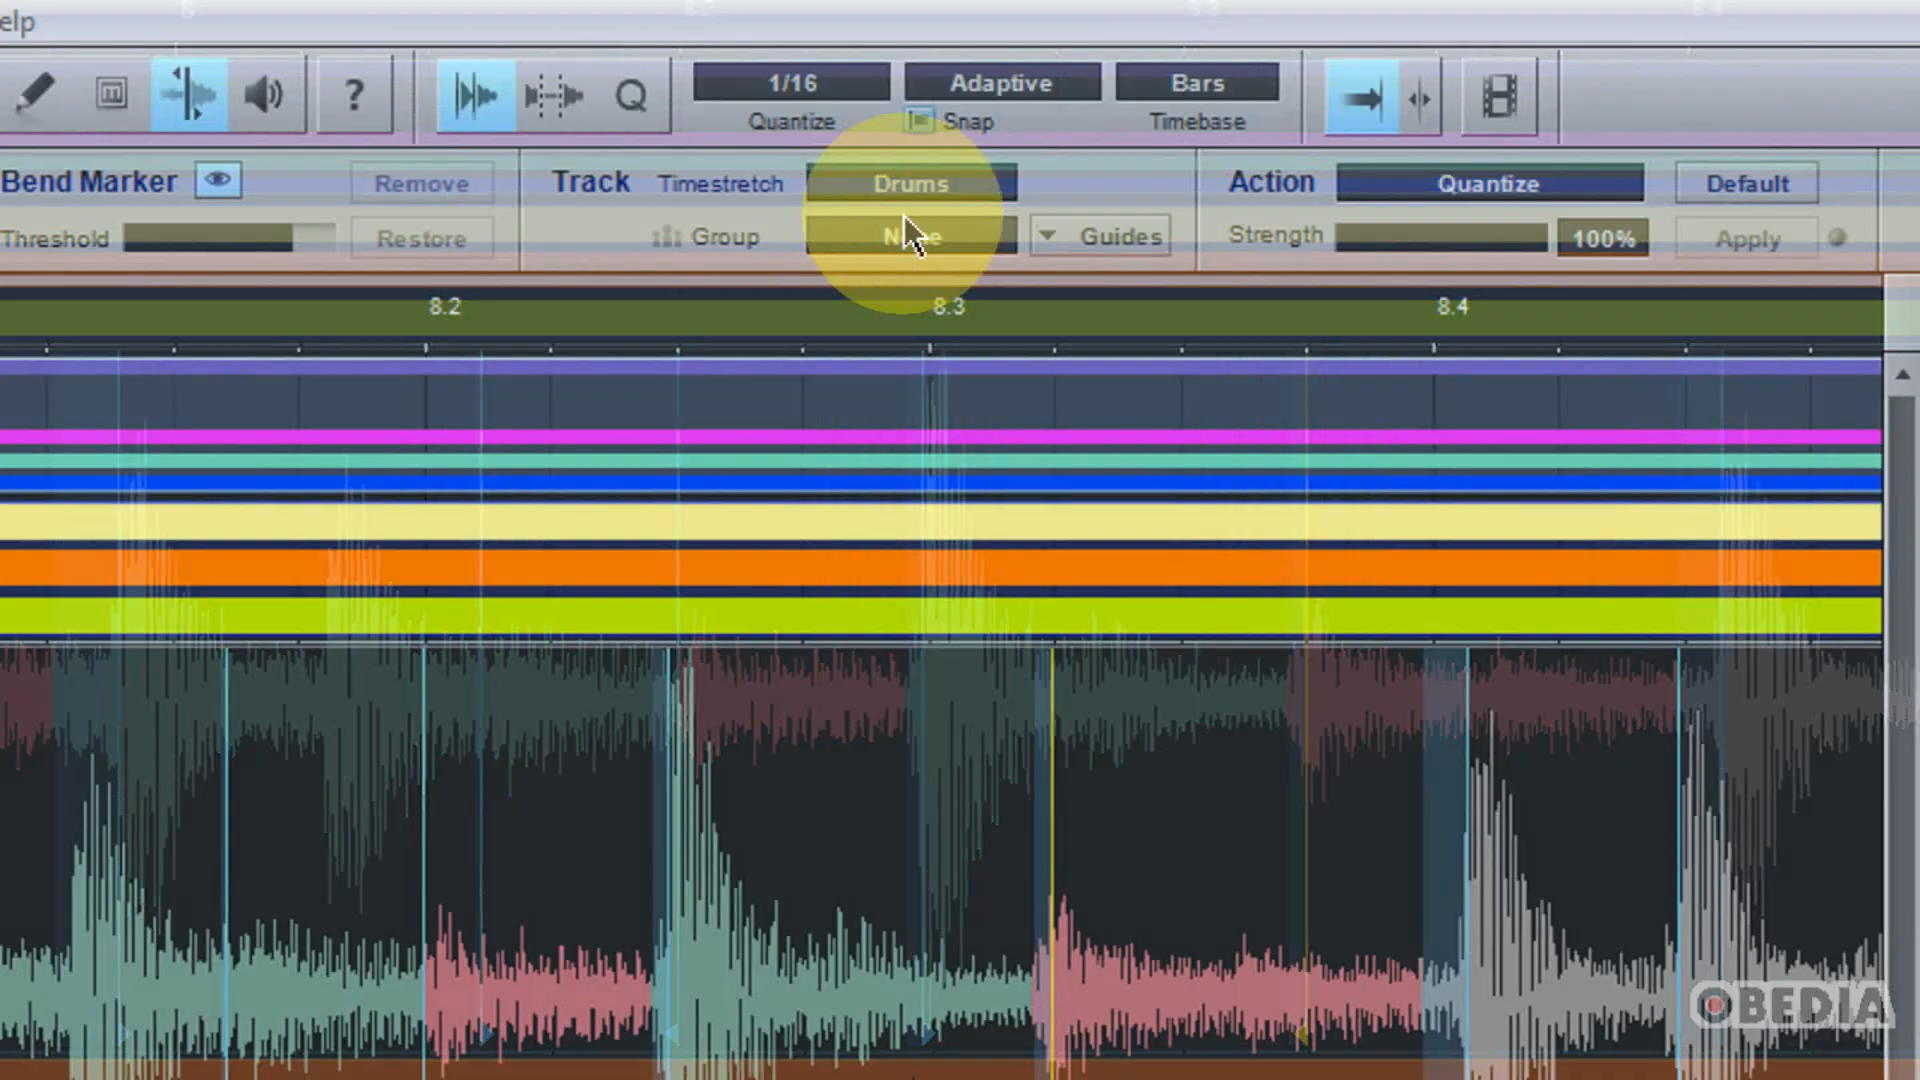 elp
? Q 1/16 Adaptive Bars
Quantize Snap Timebase
Bend Marker Remove Track Timestretch Drums Action Quantize Default
Threshold Restore Group None Guides Strength 100% Apply
8.2 8.3 8.4
OBEDIA